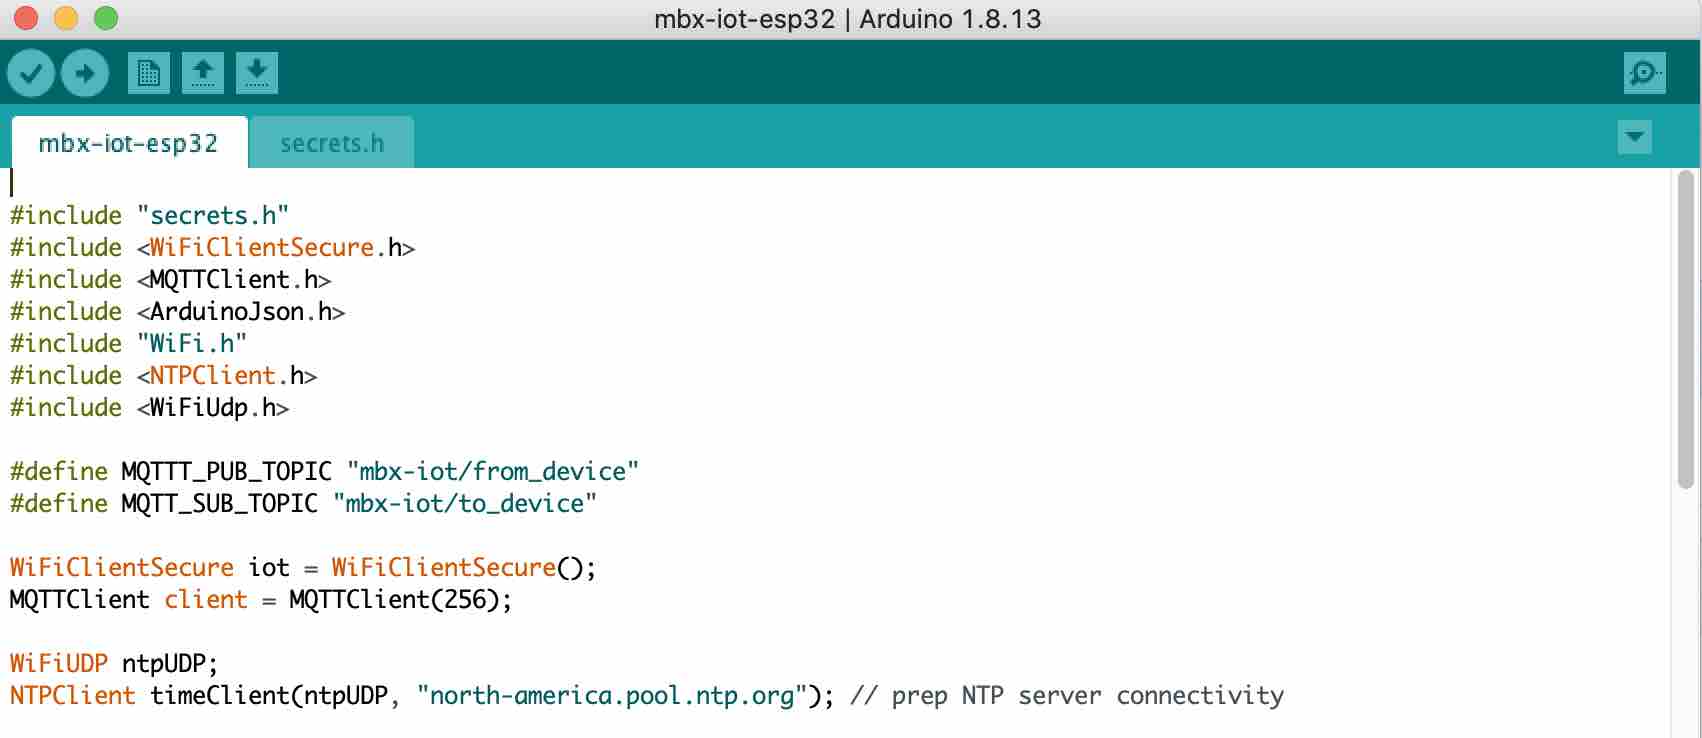 mbx-iot-esp32 | Arduino 1.8.13
mbx-iot-esp32
secrets.h
#include "secrets.h"
#include <WiFiClientSecure.h>
#include <MQTTClient.h>
#include <ArduinoJson.h>
#include "WiFi.h"
#include <NTPClient.h>
#include <WiFiUdp.h>
#define MQTTT_PUB_TOPIC "mbx-iot/from_device"
#define MQTT_SUB_TOPIC "mbx-iot/to_device"
WiFiClientSecure iot = WiFiClientSecure();
MQTTClient client = MQTTClient(256);
WiFiUDP ntpUDP;
NTPClient timeClient(ntpUDP, "north-america.pool.ntp.org"); // prep NTP server connectivity